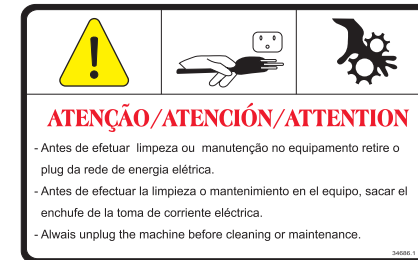 ATENÇÃO/ATENCIÓN/ATTENTION
- Antes de efetuar limpeza ou manutenção no equipamento retire o
plug da rede de energia elétrica.
- Antes de efectuar la limpieza o mantenimiento en el equipo, sacar el
enchufe de la toma de corriente eléctrica.
- Alwais unplug the machine before cleaning or maintenance.
34686.1